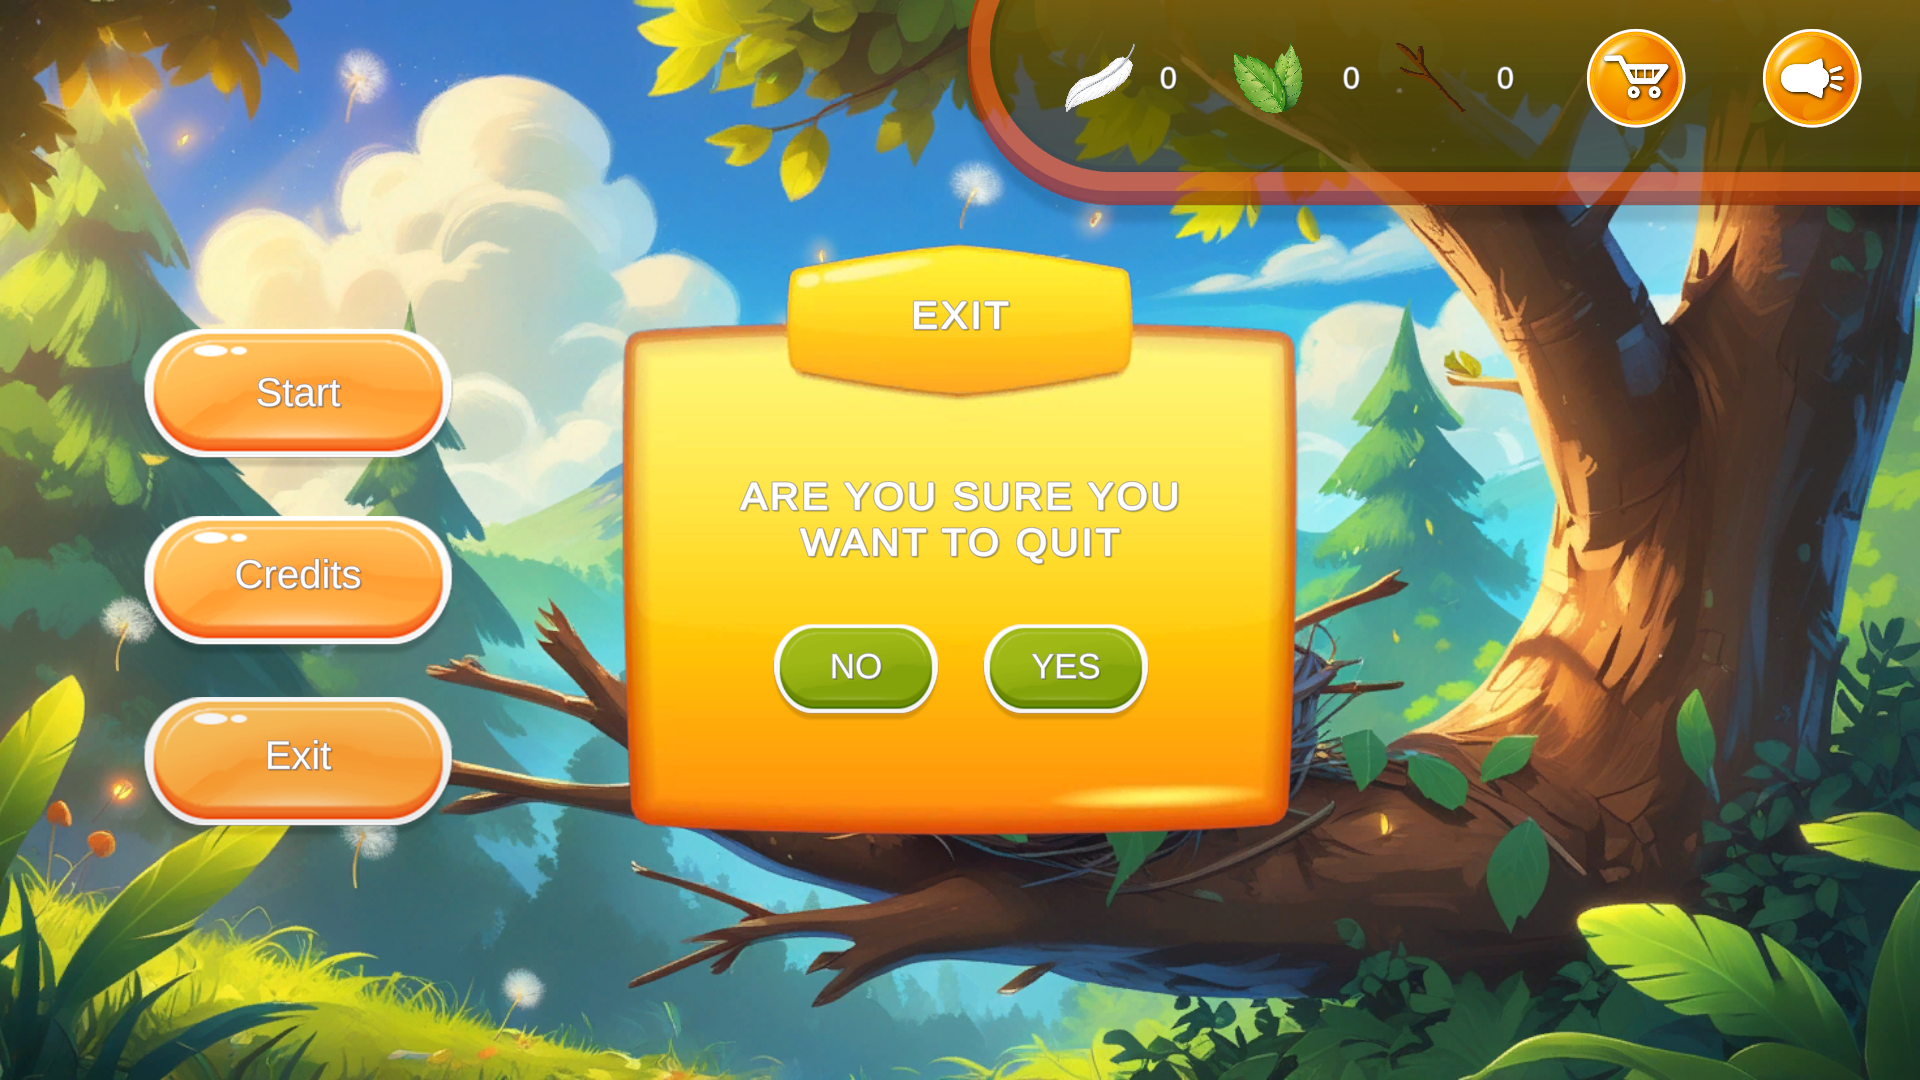 0 0 0
EXIT
ARE YOU SURE YOU
WANT TO QUIT
NO YES
Start
Credits
Exit